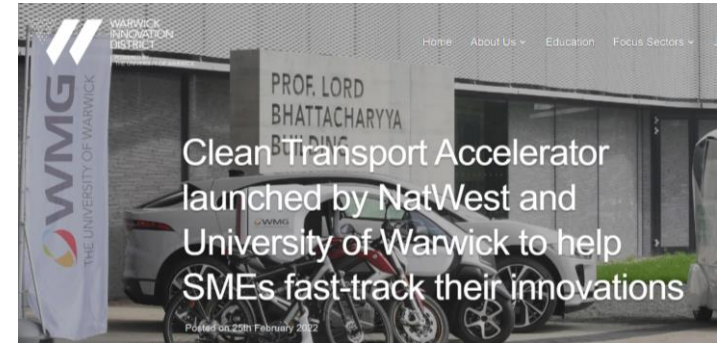 WARWICK
INNOVATION
DISTRICT
Home About Us Education Focus Sectors
WMG
THE UNIVERSITY OF WARWICK
PROF. LORD
BHATTACHARYYA
BUILDING
WMG
Clean Transport Accelerator
launched by NatWest and
University of Warwick to help
SMEs fast-track their innovations
Posted on 25th February 2022